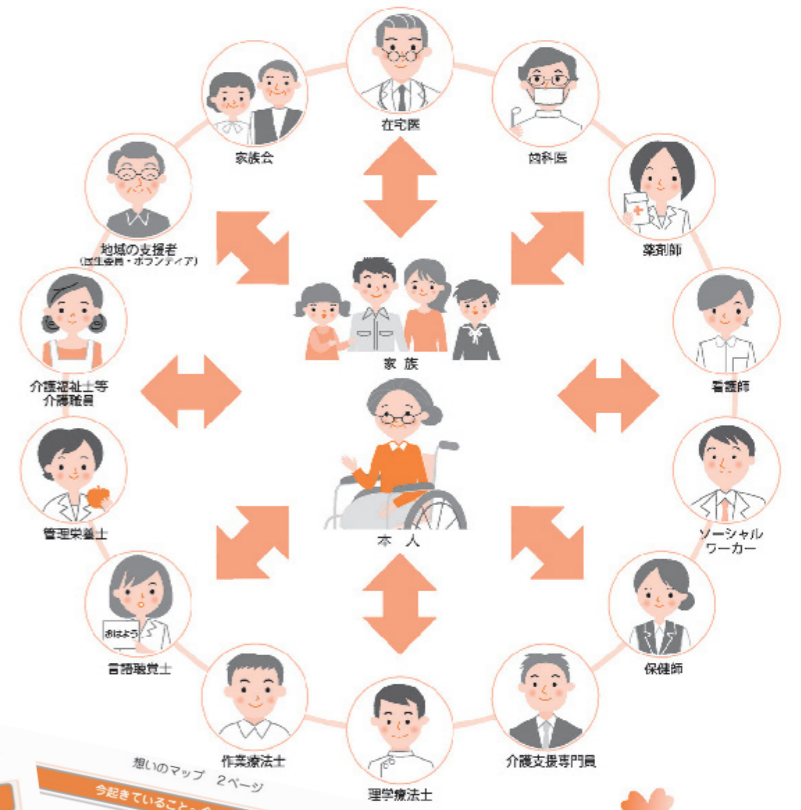 在宅医
歯科医
薬剤師
看護師
ソーシャル
ワーカー
保健師
介護支援専門員
理学療法士
作業療法士
言語聴覚士
おはよう
管理栄養士
介護福祉士等
介護職員
地域の支援者
(民生委員・ボランティア)
家族会
家族
本人
想いのマップ 2ページ
今起きていること